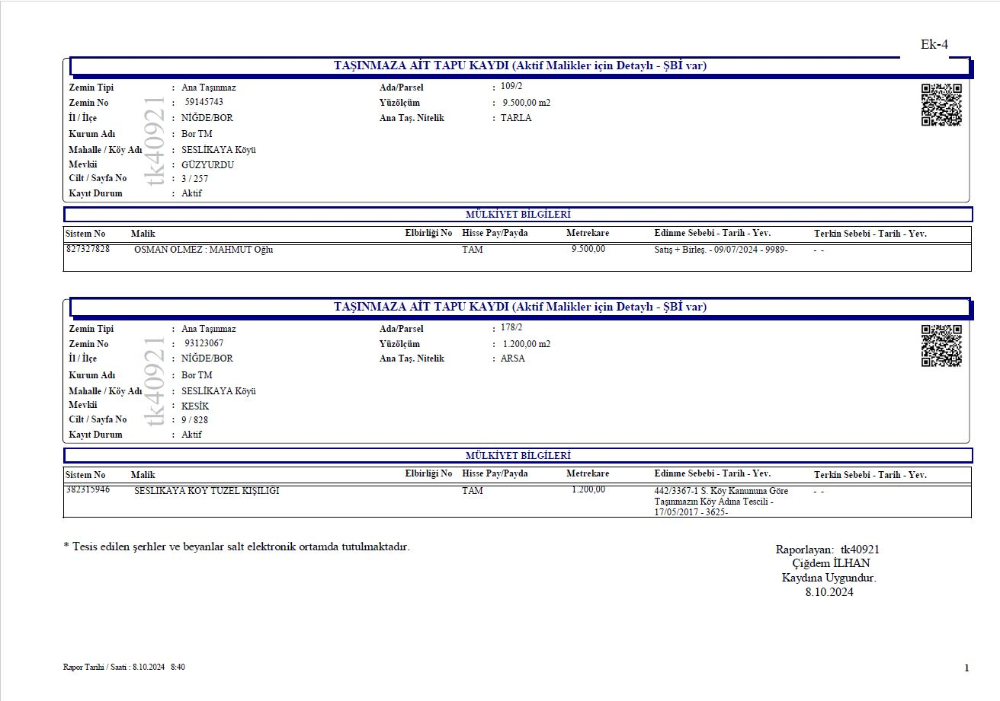 Ek-4
TAŞINMAZA AİT TAPU KAYDI (Aktif Malikler için Detaylı - ŞBİ var)
Zemin Tipi : Ana Taşınmaz Ada/Parsel : 109/2
Zemin No : 59145743 Yüzölçüm : 9.500,00 m2
İl / İlçe : NİĞDE/BOR Ana Taş. Nitelik : TARLA
Kurum Adı : Bor TM
Mahalle / Köy Adı : SESLİKAYA Köyü
Mevkii : GÜZYURDU
Cilt / Sayfa No : 3 / 257
Kayıt Durum : Aktif
tk40921
MÜLKİYET BİLGİLERİ
Sistem No Malik Elbirliği No Hisse Pay/Payda Metrekare Edinme Sebebi - Tarih - Yev. Terkin Sebebi - Tarih - Yev.
827327828 OSMAN ÖLMEZ : MAHMUT Oğlu TAM 9.500,00 Satış + Birleş. - 09/07/2024 - 9989- - -
TAŞINMAZA AİT TAPU KAYDI (Aktif Malikler için Detaylı - ŞBİ var)
Zemin Tipi : Ana Taşınmaz Ada/Parsel : 178/2
Zemin No : 93123067 Yüzölçüm : 1.200,00 m2
İl / İlçe : NİĞDE/BOR Ana Taş. Nitelik : ARSA
Kurum Adı : Bor TM
Mahalle / Köy Adı : SESLİKAYA Köyü
Mevkii : KESİK
Cilt / Sayfa No : 9 / 828
Kayıt Durum : Aktif
tk40921
MÜLKİYET BİLGİLERİ
Sistem No Malik Elbirliği No Hisse Pay/Payda Metrekare Edinme Sebebi - Tarih - Yev. Terkin Sebebi - Tarih - Yev.
382315946 SESLİKAYA KÖY TÜZEL KİŞİLİĞİ TAM 1.200,00 442/3367-1 S. Köy Kanununa Göre - -
Taşınmazın Köy Adına Tescili -
17/05/2017 - 3625-
* Tesis edilen şerhler ve beyanlar salt elektronik ortamda tutulmaktadır.
Raporlayan: tk40921
Çiğdem İLHAN
Kaydına Uygundur.
8.10.2024
Rapor Tarihi / Saati : 8.10.2024 8:40
1